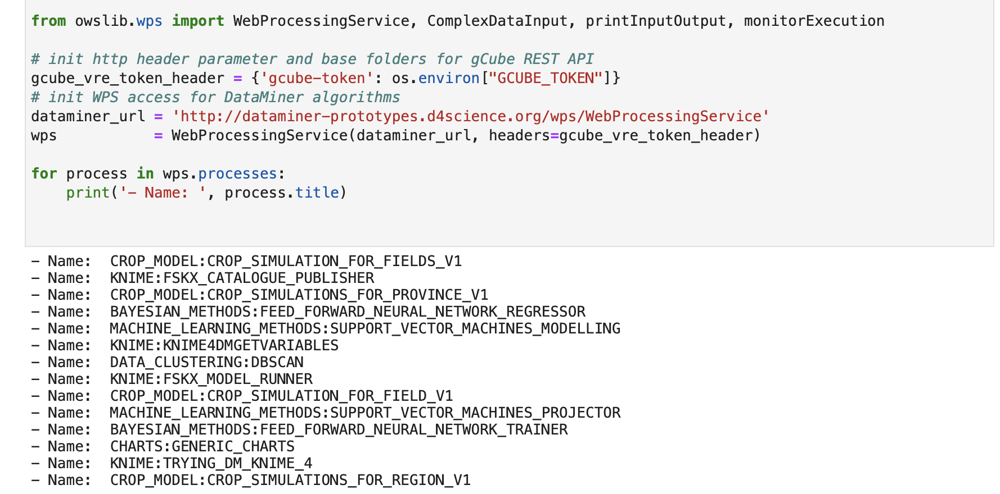 from owslib.wps import WebProcessingService, ComplexDataInput, printInputOutput, monitorExecution
# init http header parameter and base folders for gCube REST API
gcube_vre_token_header = {'gcube-token': os.environ["GCUBE_TOKEN"]}
# init WPS access for DataMiner algorithms
dataminer_url = 'http://dataminer-prototypes.d4science.org/wps/WebProcessingService'
wps           = WebProcessingService(dataminer_url, headers=gcube_vre_token_header)
for process in wps.processes:
    print('- Name: ', process.title)
- Name:  CROP_MODEL:CROP_SIMULATION_FOR_FIELDS_V1
- Name:  KNIME:FSKX_CATALOGUE_PUBLISHER
- Name:  CROP_MODEL:CROP_SIMULATIONS_FOR_PROVINCE_V1
- Name:  BAYESIAN_METHODS:FEED_FORWARD_NEURAL_NETWORK_REGRESSOR
- Name:  MACHINE_LEARNING_METHODS:SUPPORT_VECTOR_MACHINES_MODELLING
- Name:  KNIME:KNIME4DMGETVARIABLES
- Name:  DATA_CLUSTERING:DBSCAN
- Name:  KNIME:FSKX_MODEL_RUNNER
- Name:  CROP_MODEL:CROP_SIMULATION_FOR_FIELD_V1
- Name:  MACHINE_LEARNING_METHODS:SUPPORT_VECTOR_MACHINES_PROJECTOR
- Name:  BAYESIAN_METHODS:FEED_FORWARD_NEURAL_NETWORK_TRAINER
- Name:  CHARTS:GENERIC_CHARTS
- Name:  KNIME:TRYING_DM_KNIME_4
- Name:  CROP_MODEL:CROP_SIMULATIONS_FOR_REGION_V1